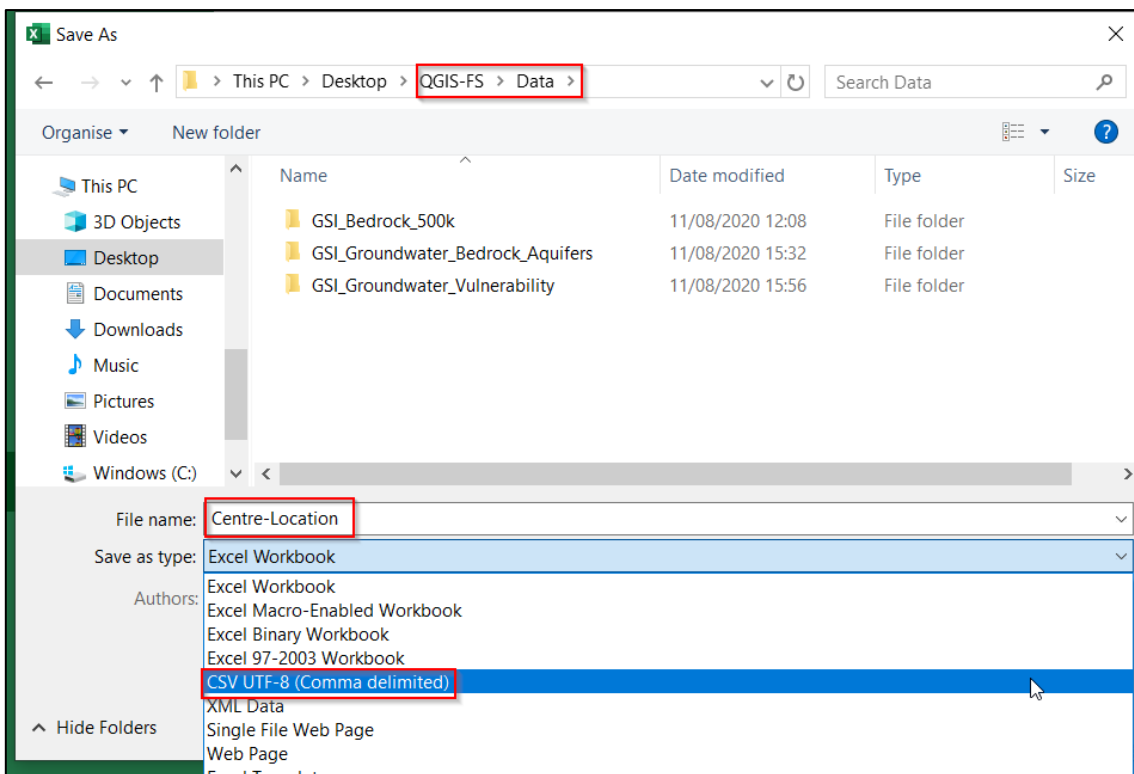 Save As
This PC > Desktop > QGIS-FS > Data >
Search Data
Organise
New folder
Name Date modified Type Size
This PC
3D Objects
Desktop
Documents
Downloads
Music
Pictures
Videos
Windows (C:)
GSI_Bedrock_500k 11/08/2020 12:08 File folder
GSI_Groundwater_Bedrock_Aquifers 11/08/2020 15:32 File folder
GSI_Groundwater_Vulnerability 11/08/2020 15:56 File folder
File name: Centre-Location
Save as type: Excel Workbook
Authors:
Excel Workbook
Excel Macro-Enabled Workbook
Excel Binary Workbook
Excel 97-2003 Workbook
CSV UTF-8 (Comma delimited)
XML Data
Single File Web Page
Web Page
Hide Folders